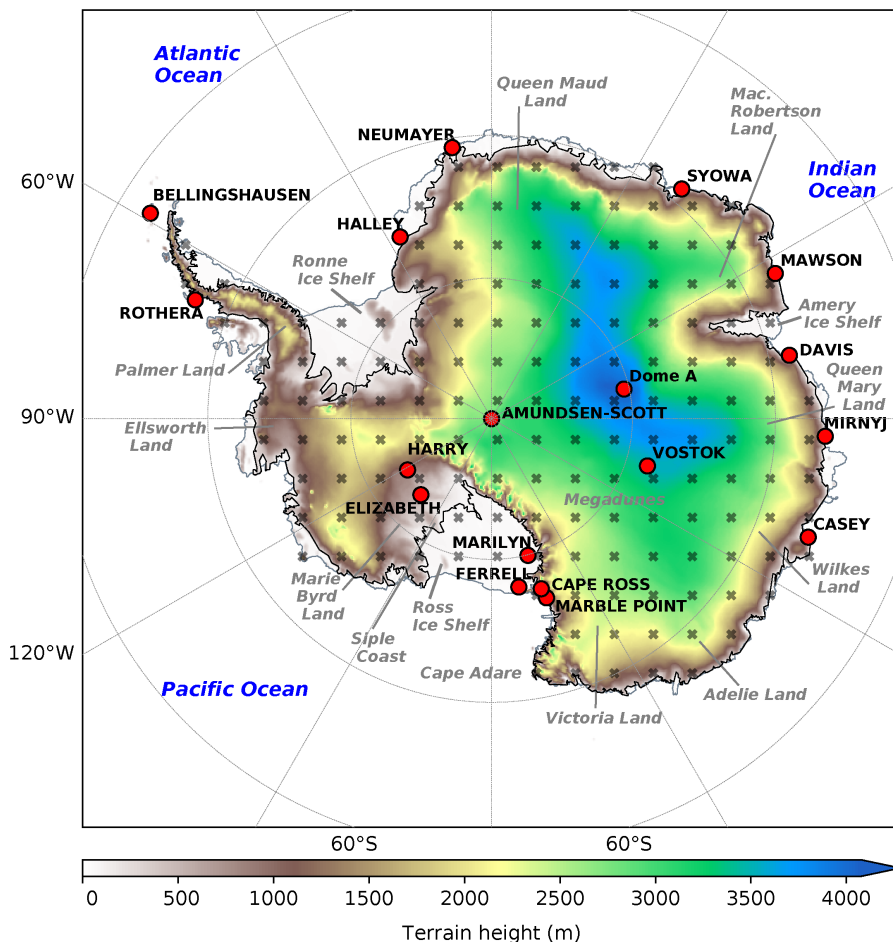 Atlantic
Ocean
Queen Maud
Land
Mac.
Robertson
Land
NEUMAYER
60°W
SYOWA
Indian
Ocean
BELLINGSHAUSEN
HALLEY
Ronne
Ice Shelf
MAWSON
ROTHERA
Amery
Ice Shelf
Palmer Land
DAVIS
Dome A
Queen
Mary
Land
90°W
AMUNDSEN-SCOTT
Ellsworth
Land
MIRNYJ
HARRY
VOSTOK
Megadunes
ELIZABETH
CASEY
MARILYN
FERRELL
CAPE ROSS
MARBLE POINT
Wilkes
Land
Marie
Byrd
Land
Ross
Ice Shelf
Siple
Coast
120°W
Cape Adare
Pacific Ocean
Adelie Land
Victoria Land
60°S
60°S
0
500
1000
1500
2000
2500
3000
3500
4000
Terrain height (m)